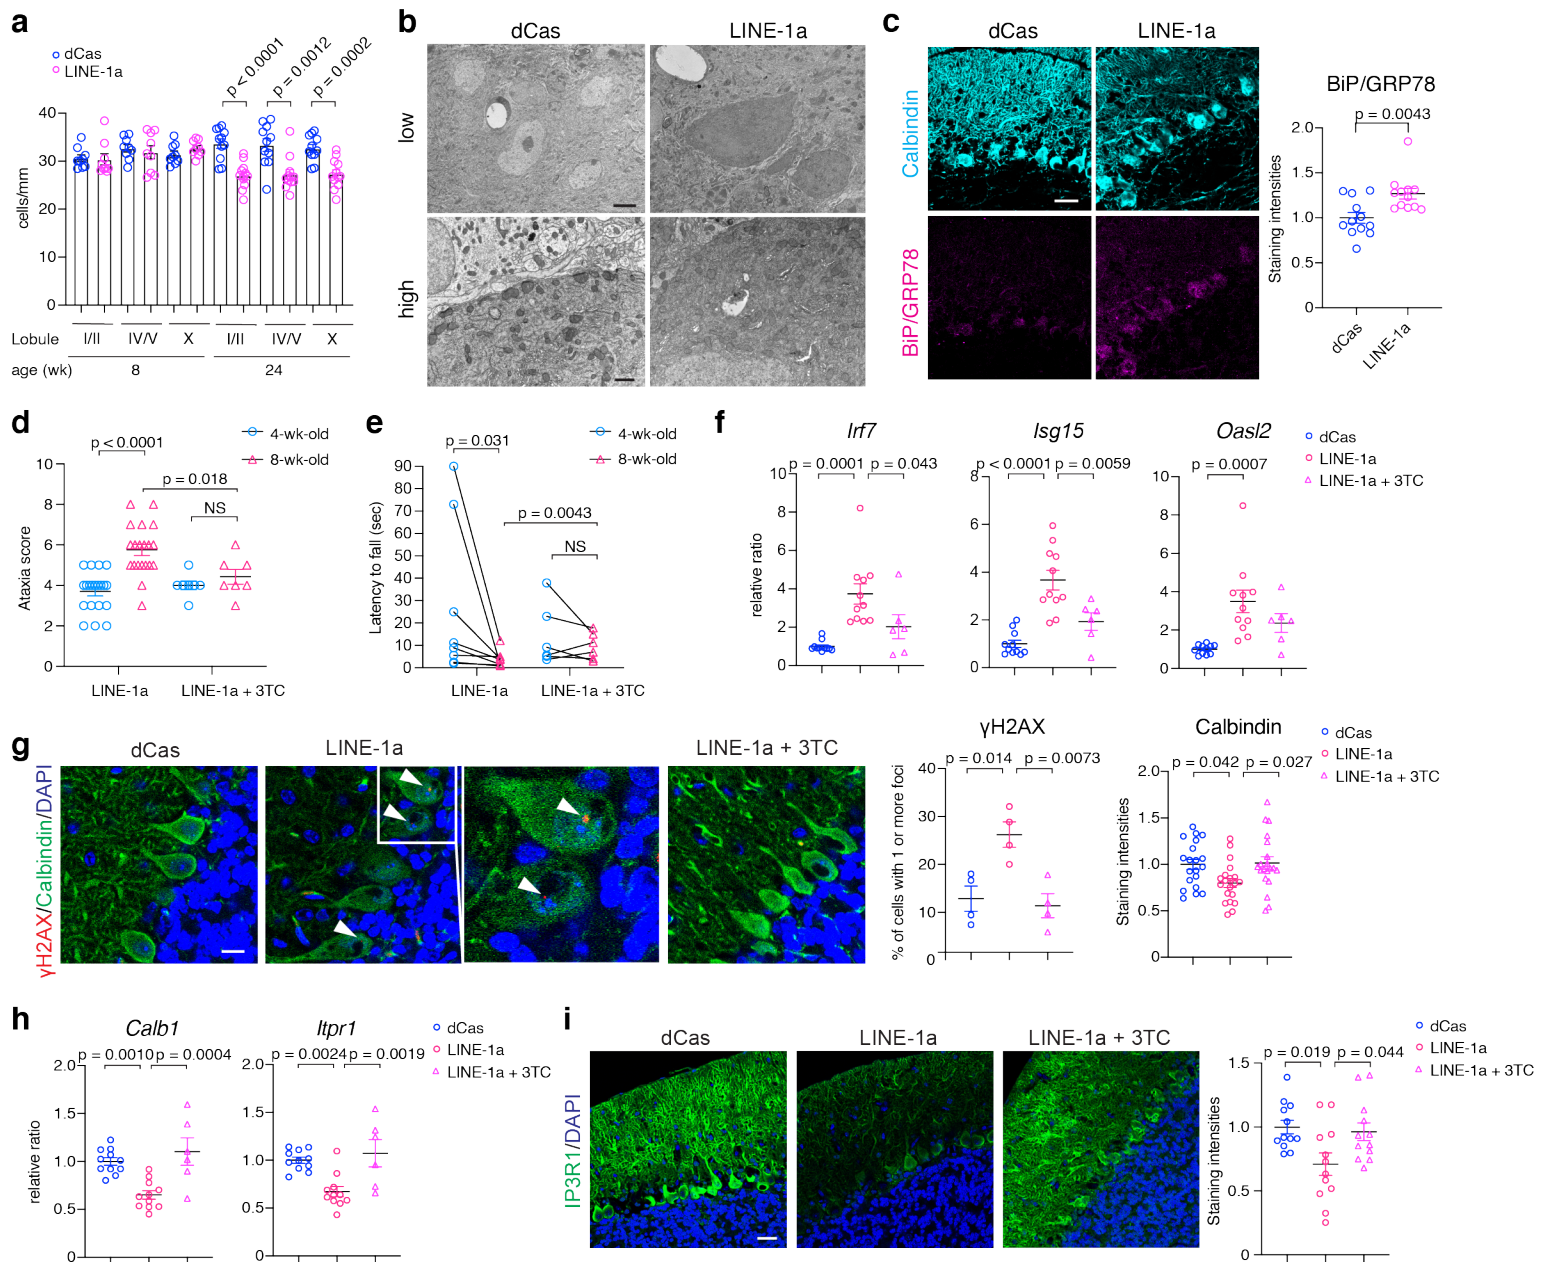 a
dCas
LINE-1a
p < 0.0001
p = 0.0012
p = 0.0002
cells/mm
40
30
20
10
0
Lobule I/II IV/V X I/II IV/V X
age (wk) 8 24
b
dCas LINE-1a
low
high
c
dCas LINE-1a
Calbindin
BiP/GRP78
BiP/GRP78
p = 0.0043
Staining intensities
2.0
1.5
1.0
0.5
0
dCas
LINE-1a
d
4-wk-old
8-wk-old
p < 0.0001
p = 0.018
NS
Ataxia score
10
8
6
4
2
0
LINE-1a LINE-1a + 3TC
e
4-wk-old
8-wk-old
p = 0.031
p = 0.0043
NS
Latency to fall (sec)
90
80
70
60
50
40
30
20
10
0
LINE-1a LINE-1a + 3TC
f
Irf7
p = 0.0001 p = 0.043
relative ratio
10
8
6
4
2
0
Isg15
p < 0.0001 p = 0.0059
8
6
4
2
0
Oasl2
p = 0.0007
10
8
6
4
2
0
dCas
LINE-1a
LINE-1a + 3TC
g
dCas LINE-1a LINE-1a + 3TC
γH2AX/Calbindin/DAPI
γH2AX
p = 0.014 p = 0.0073
% of cells with 1 or more foci
40
30
20
10
0
Calbindin
p = 0.042 p = 0.027
Staining intensities
2.0
1.5
1.0
0.5
0
dCas
LINE-1a
LINE-1a + 3TC
h
Calb1
p = 0.0010 p = 0.0004
relative ratio
2.0
1.5
1.0
0.5
0
Itpr1
p = 0.0024 p = 0.0019
2.0
1.5
1.0
0.5
0
dCas
LINE-1a
LINE-1a + 3TC
i
dCas LINE-1a LINE-1a + 3TC
IP3R1/DAPI
p = 0.019 p = 0.044
Staining intensities
1.5
1.0
0.5
0
dCas
LINE-1a
LINE-1a + 3TC